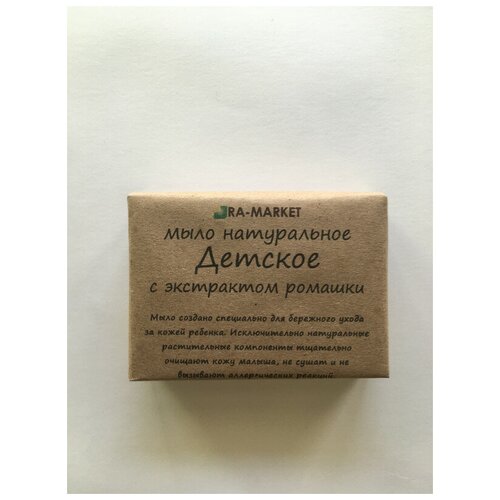 JRA-MARKET
мыло натуральное
Детское
с экстрактом ромашки
Мыло создано специально для бережного ухода
за кожей ребенка. Исключительно натуральные
растительные компоненты тщательно
очищают кожу малыша, не сушат и не
вызывают аллергических реакций.